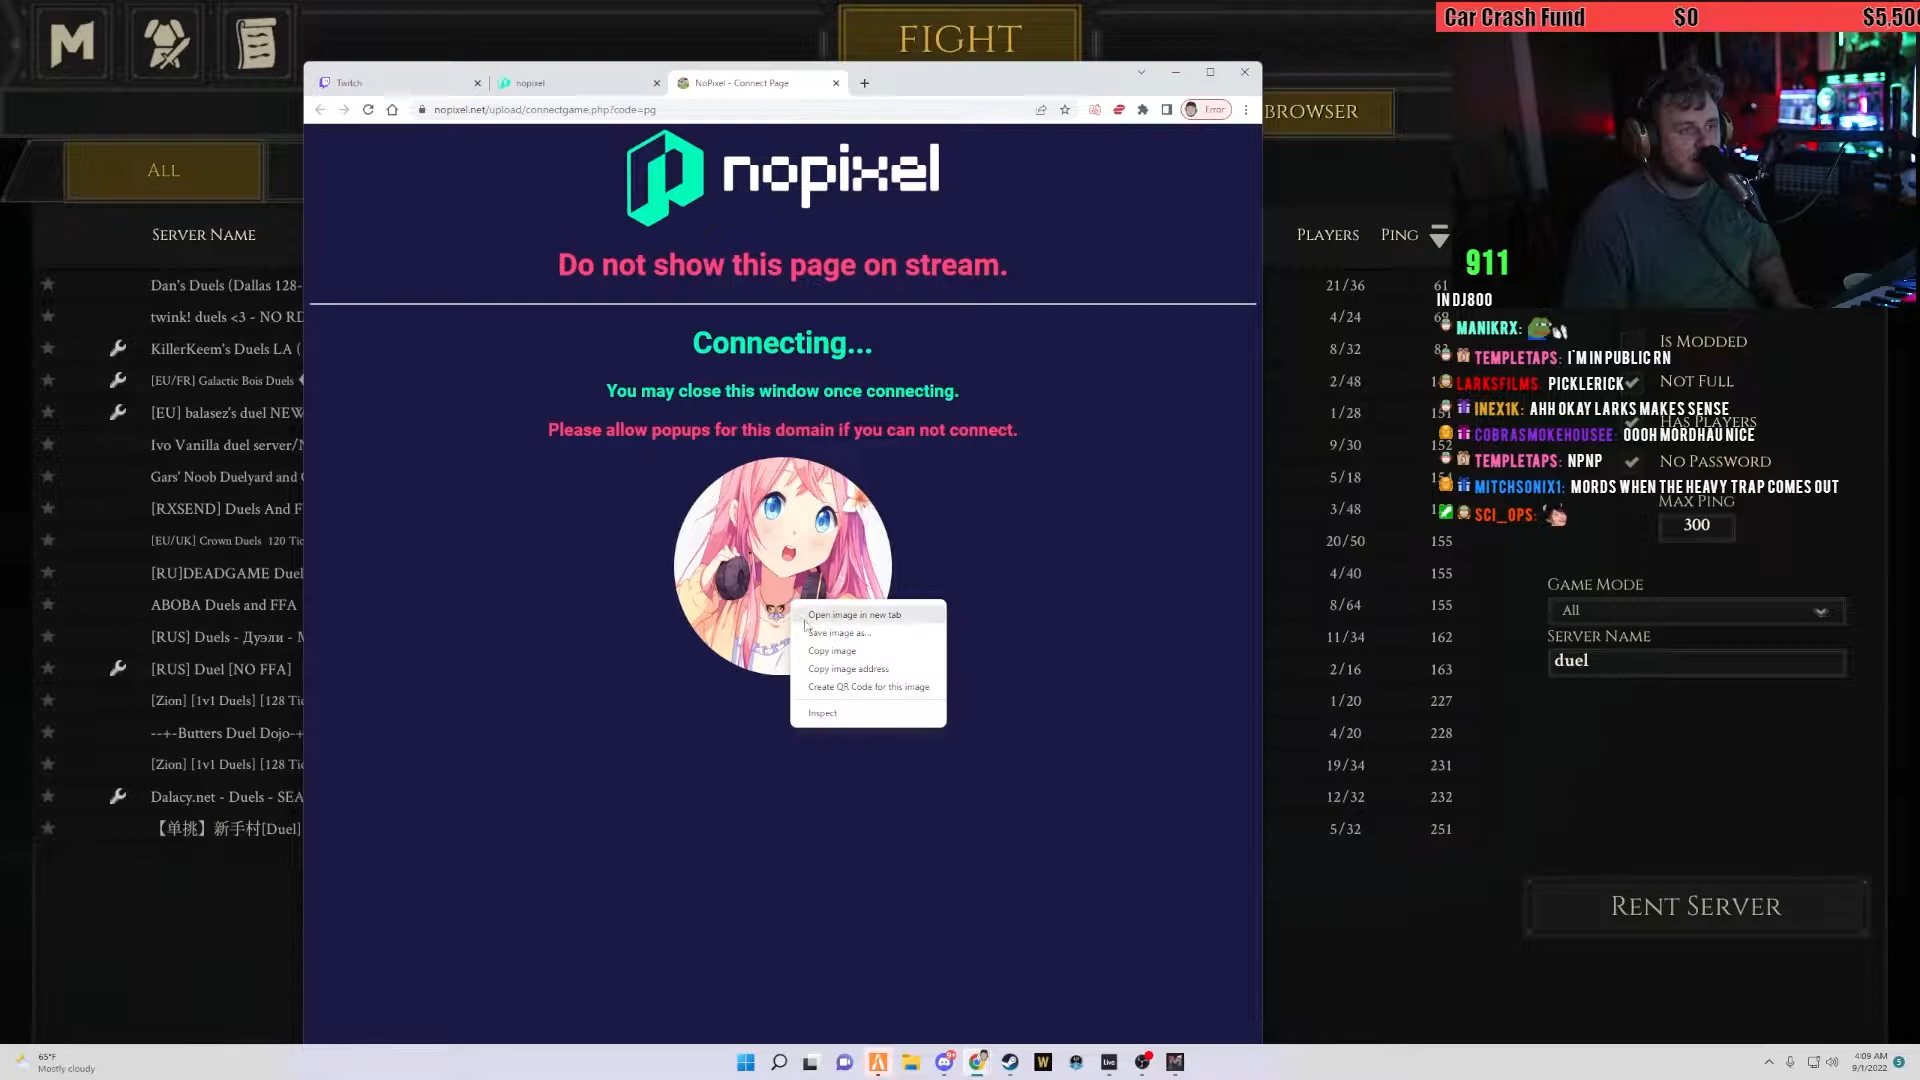 FIGHT
Car Crash Fund $0 $5,500
Twitch
nopixel
NoPixel - Connect Page
nopixel.net/upload/connectgame.php?code=pg
Error
BROWSER
ALL
nopixel
Do not show this page on stream.
Connecting...
You may close this window once connecting.
Please allow popups for this domain if you can not connect.
Open image in new tab
Save image as...
Copy image
Copy image address
Create QR Code for this image
Inspect
SERVER NAME
PLAYERS PING
Dan's Duels (Dallas 128-
21/36 61
twink! duels <3 - NO RD
4/24
KillerKeem's Duels LA (
8/32
[EU/FR] Galactic Bois Duels
2/48
[EU] balasez's duel NEW
1/28 151
Ivo Vanilla duel server/N
9/30 152
Gars' Noob Duelyard and
5/18
[RXSEND] Duels And F
3/48
[EU/UK] Crown Duels 120 Tic
20/50 155
[RU]DEADGAME Duel
4/40 155
ABOBA Duels and FFA
8/64 155
[RUS] Duels - Дуэли -
11/34 162
[RUS] Duel [NO FFA]
2/16 163
[Zion] [1v1 Duels] [128 Tic
1/20 227
--+-Butters Duel Dojo-+
4/20 228
[Zion] [1v1 Duels] [128 Tic
19/34 231
Dalacy.net - Duels - SEA
12/32 232
【单挑】新手村[Duel]
5/32 251
911
IN DJ800
MANIKRX:
TEMPLETAPS: I'M IN PUBLIC RN
LARKSFILMS PICKLERICK
INEX1K: AHH OKAY LARKS MAKES SENSE
COBRASMOKEHOUSEE: OOOH MORDHAU NICE
TEMPLETAPS: NPNP
MITCHSONIX1: MORDS WHEN THE HEAVY TRAP COMES OUT
SCI_OPS:
IS MODDED
NOT FULL
HAS PLAYERS
NO PASSWORD
MAX PING
300
GAME MODE
All
SERVER NAME
duel
RENT SERVER
65°F
Mostly cloudy
4:09 AM
9/1/2022
5